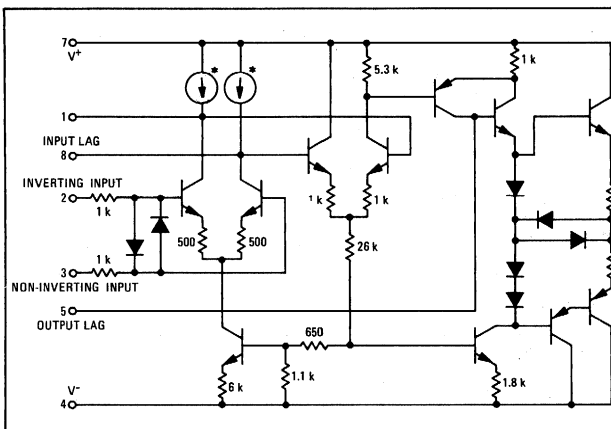 7
V+
*
*
5.3 k
1 k
1
INPUT LAG
8
INVERTING INPUT
2
1 k
1 k
1 k
500
500
26 k
1 k
3
NON-INVERTING INPUT
5
OUTPUT LAG
650
1.1 k
6 k
1.8 k
V-
4